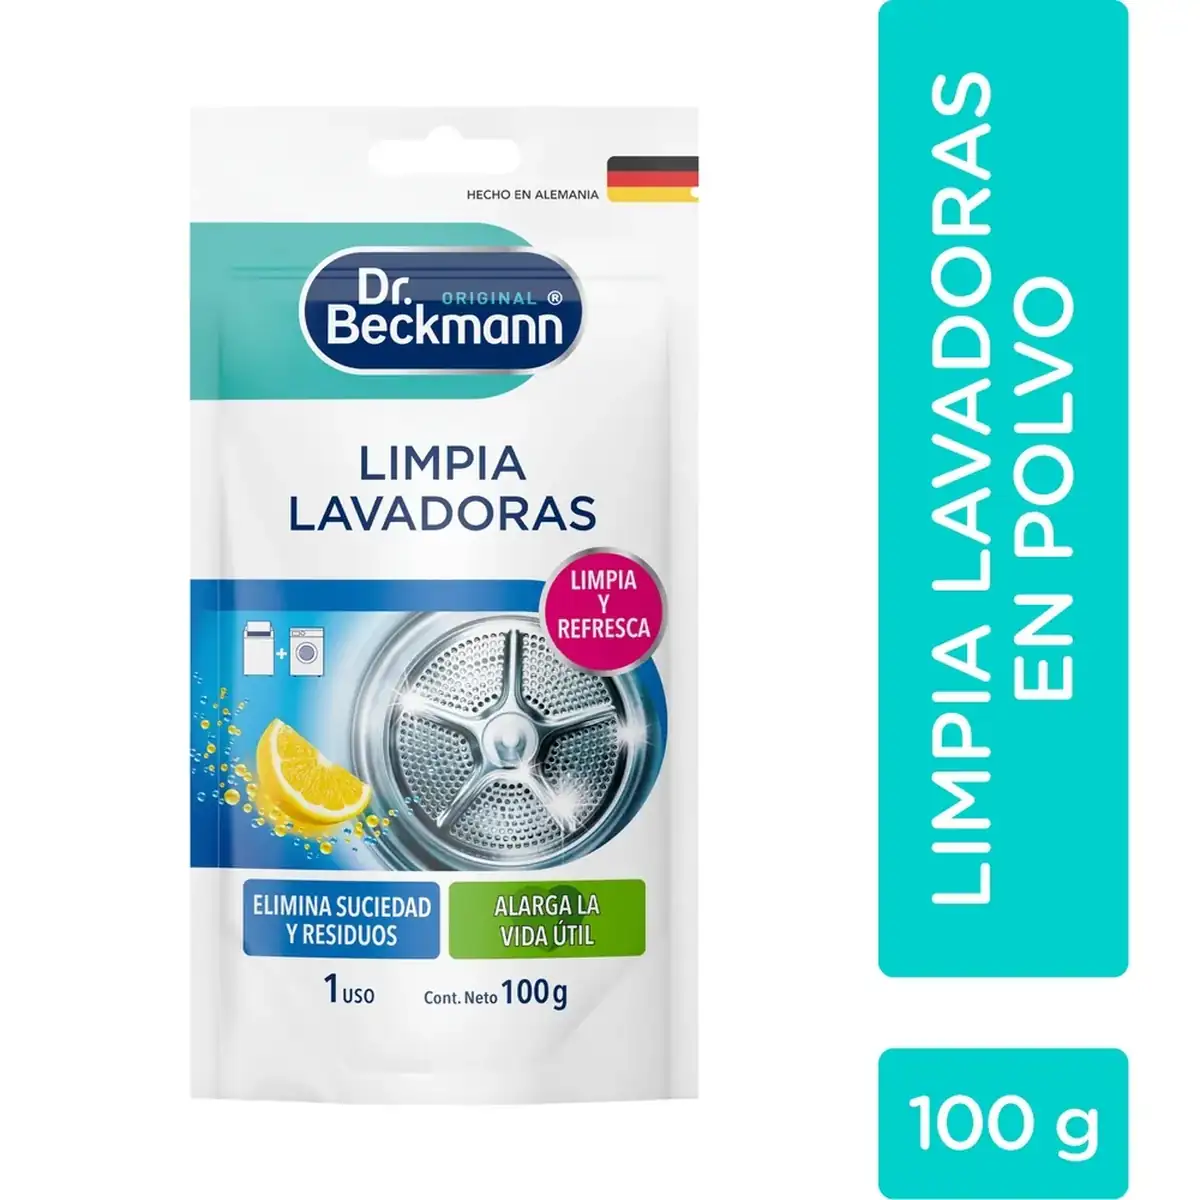 HECHO EN ALEMANIA
Dr.
ORIGINAL ®
Beckmann
LIMPIA
LAVADORAS
LIMPIA
Y
REFRESCA
+
ELIMINA SUCIEDAD
Y RESIDUOS
ALARGA LA
VIDA ÚTIL
1 USO
Cont. Neto 100g
LIMPIA LAVADORAS
EN POLVO
100 g